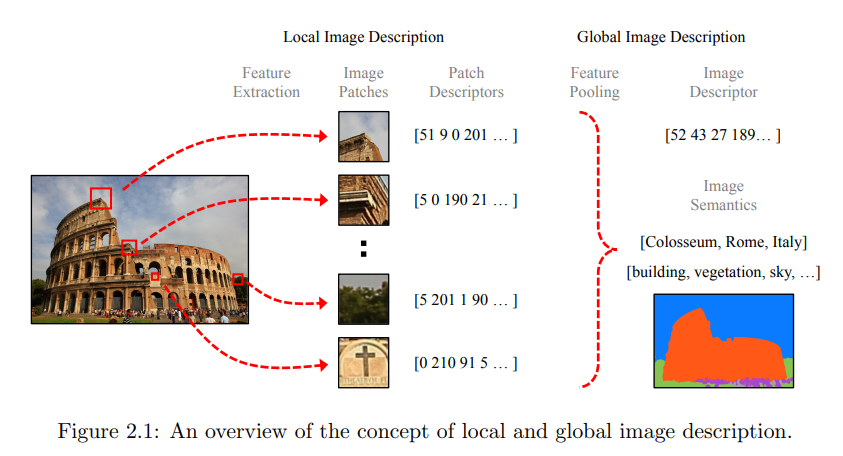 Local Image Description
Global Image Description
Feature
Extraction
Image
Patches
Patch
Descriptors
Feature
Pooling
Image
Descriptor
[51 9 0 201 … ]
[52 43 27 189… ]
[5 0 190 21 … ]
Image
Semantics
[Colosseum, Rome, Italy]
[building, vegetation, sky, …]
[5 201 1 90 … ]
[0 210 91 5 … ]
Figure 2.1: An overview of the concept of local and global image description.